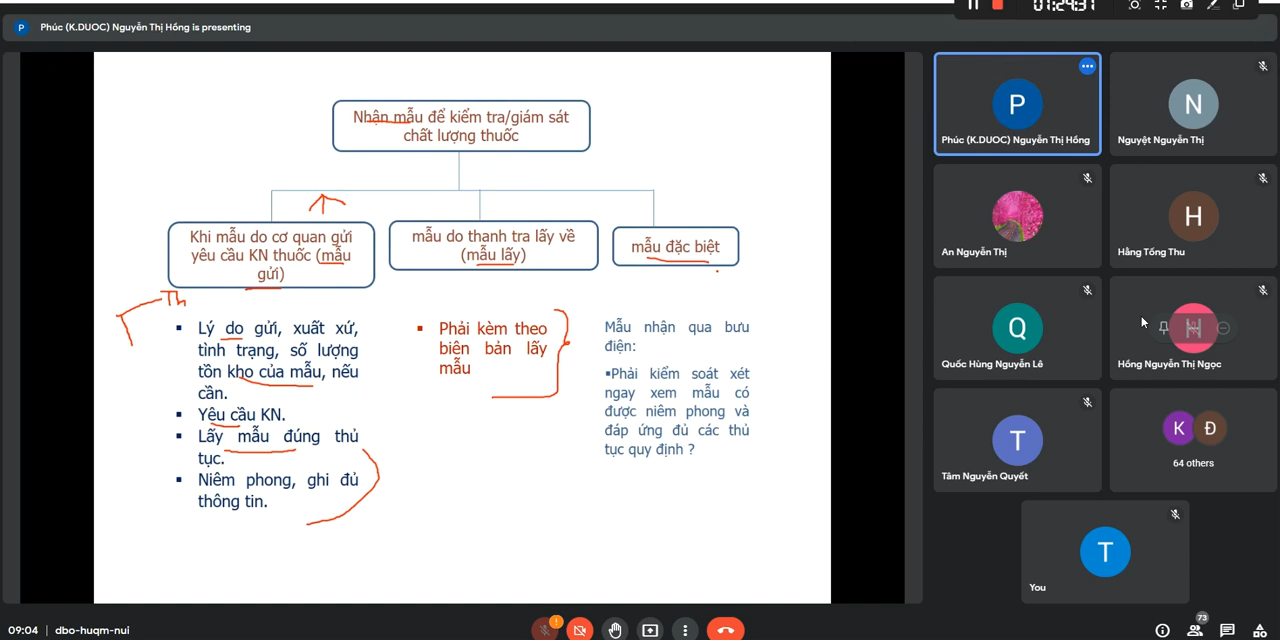 01:24:31
P Phúc (K.DUOC) Nguyễn Thị Hồng is presenting
Nhận mẫu để kiểm tra/giám sát
chất lượng thuốc
Khi mẫu do cơ quan gửi
yêu cầu KN thuốc (mẫu
gửi)
mẫu do thanh tra lấy về
(mẫu lấy)
mẫu đặc biệt
Th
▪ Lý do gửi, xuất xứ,
tình trạng, số lượng
tồn kho của mẫu, nếu
cần.
▪ Yêu cầu KN.
▪ Lấy mẫu đúng thủ
tục.
▪ Niêm phong, ghi đủ
thông tin.
▪ Phải kèm theo
biên bản lấy
mẫu
Mẫu nhận qua bưu
điện:
▪Phải kiểm soát xét
ngay xem mẫu có
được niêm phong và
đáp ứng đủ các thủ
tục quy định ?
P
Phúc (K.DUOC) Nguyễn Thị Hồng
N
Nguyệt Nguyễn Thị
An Nguyễn Thị
H
Hằng Tống Thu
Q
Quốc Hùng Nguyễn Lê
H
Hồng Nguyễn Thị Ngọc
T
Tâm Nguyễn Quyết
K Đ
64 others
T
You
09:04 | dbo-huqm-nui
!
73